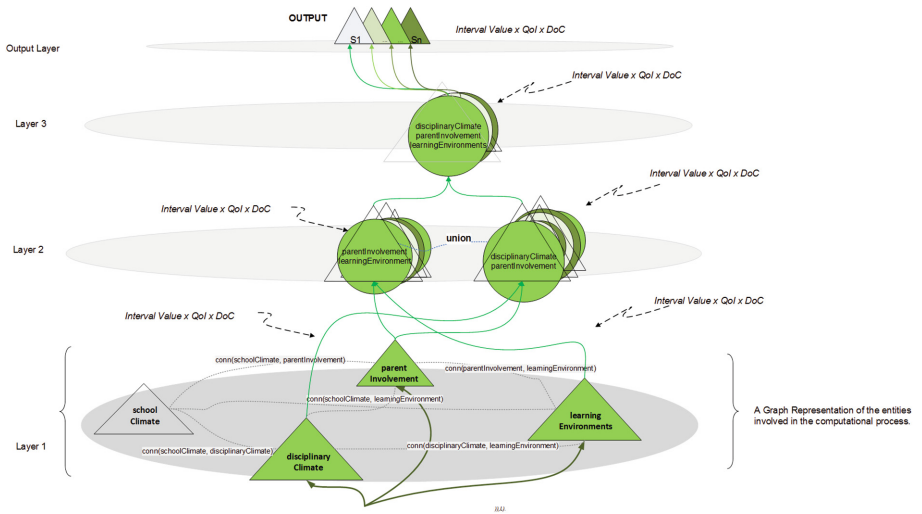 OUTPUT
Interval Value x QoI x DoC
S1
Sn
Output Layer
Interval Value x QoI x DoC
Layer 3
disciplinaryClimate
parentInvolvement
learningEnvironments
Interval Value x QoI x DoC
Interval Value x QoI x DoC
Layer 2
union
parentInvolvement
learningEnvironment
disciplinaryClimate
parentInvolvement
Interval Value x QoI x DoC
Interval Value x QoI x DoC
conn(schoolClimate, parentInvolvement)
parent
Involvement
conn(parentInvolvement, learningEnvironment)
school
Climate
conn(schoolClimate, learningEnvironment)
learning
Environments
A Graph Representation of the entities
involved in the computational process.
Layer 1
conn(schoolClimate, disciplinaryClimate)
disciplinary
Climate
conn(disciplinaryClimate, learningEnvironment)